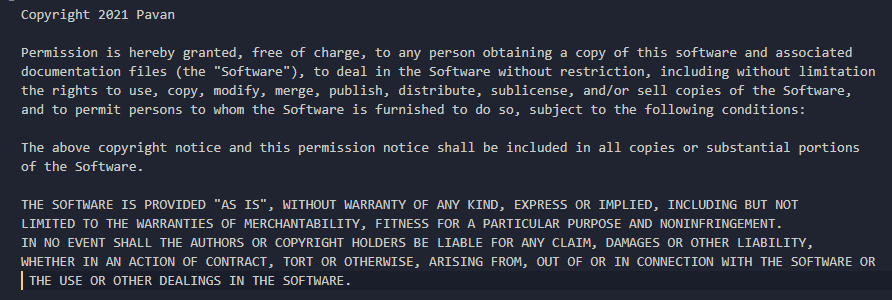 Copyright 2021 Pavan
Permission is hereby granted, free of charge, to any person obtaining a copy of this software and associated
documentation files (the "Software"), to deal in the Software without restriction, including without limitation
the rights to use, copy, modify, merge, publish, distribute, sublicense, and/or sell copies of the Software,
and to permit persons to whom the Software is furnished to do so, subject to the following conditions:
The above copyright notice and this permission notice shall be included in all copies or substantial portions
of the Software.
THE SOFTWARE IS PROVIDED "AS IS", WITHOUT WARRANTY OF ANY KIND, EXPRESS OR IMPLIED, INCLUDING BUT NOT
LIMITED TO THE WARRANTIES OF MERCHANTABILITY, FITNESS FOR A PARTICULAR PURPOSE AND NONINFRINGEMENT.
IN NO EVENT SHALL THE AUTHORS OR COPYRIGHT HOLDERS BE LIABLE FOR ANY CLAIM, DAMAGES OR OTHER LIABILITY,
WHETHER IN AN ACTION OF CONTRACT, TORT OR OTHERWISE, ARISING FROM, OUT OF OR IN CONNECTION WITH THE SOFTWARE OR
THE USE OR OTHER DEALINGS IN THE SOFTWARE.